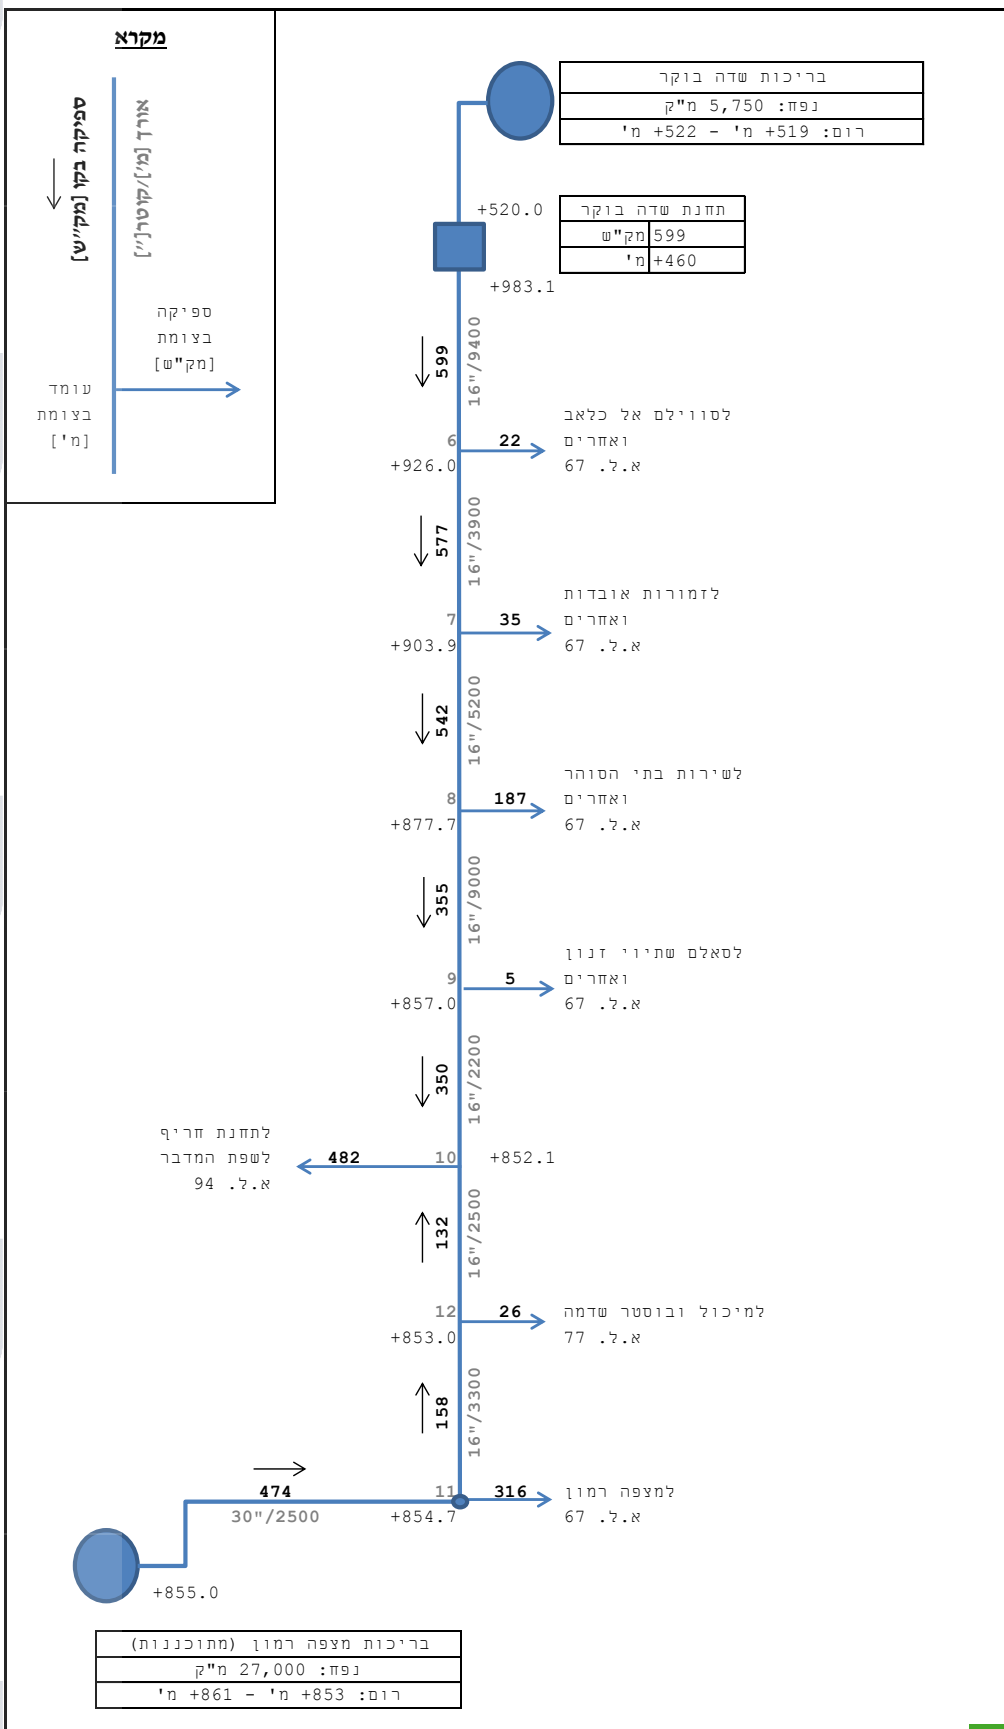 מקרא
ספיקה בקו [מק"ש]
אורך [מ']/קוטר["]
ספיקה
בצומת
[מק"ש]
עומד
בצומת
[מ']
בריכות שדה בוקר
נפח: 5,750 מ"ק
רום: 519+ מ' - 522+ מ'
+520.0
תחנת שדה בוקר
599 מק"ש
+460 מ'
+983.1
599
16"/9400
6
22
+926.0
לסווילם אל כלאב
ואחרים
א.ל. 67
577
16"/3900
7
35
+903.9
לזמורות אובדות
ואחרים
א.ל. 67
542
16"/5200
8
187
+877.7
לשירות בתי הסוהר
ואחרים
א.ל. 67
355
16"/9000
9
5
+857.0
לסאלם שתיווי זנון
ואחרים
א.ל. 67
350
16"/2200
לתחנת חריף
לשפת המדבר
א.ל. 94
482
10
+852.1
132
16"/2500
12
26
+853.0
למיכול ובוסטר שדמה
א.ל. 77
158
16"/3300
474
30"/2500
11
316
+854.7
למצפה רמון
א.ל. 67
+855.0
בריכות מצפה רמון (מתוכננות)
נפח: 27,000 מ"ק
רום: 853+ מ' - 861+ מ'